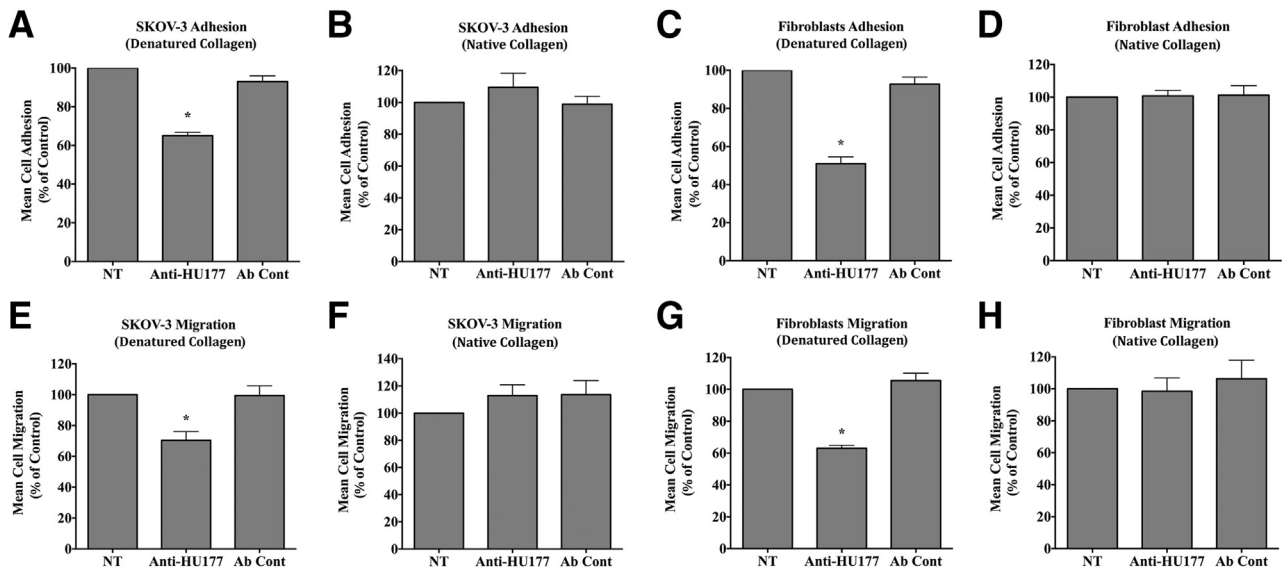 A
SKOV-3 Adhesion
(Denatured Collagen)
Mean Cell Adhesion
(% of Control)
100
80
60
40
20
0
*
NT Anti-HU177 Ab Cont
B
SKOV-3 Adhesion
(Native Collagen)
Mean Cell Adhesion
(% of Control)
120
100
80
60
40
20
0
NT Anti-HU177 Ab Cont
C
Fibroblasts Adhesion
(Denatured Collagen)
Mean Cell Adhesion
(% of Control)
100
80
60
40
20
0
*
NT Anti-HU177 Ab Cont
D
Fibroblast Adhesion
(Native Collagen)
Mean Cell Adhesion
(% of Control)
120
100
80
60
40
20
0
NT Anti-HU177 Ab Cont
E
SKOV-3 Migration
(Denatured Collagen)
Mean Cell Migration
(% of Control)
120
100
80
60
40
20
0
*
NT Anti-HU177 Ab Cont
F
SKOV-3 Migration
(Native Collagen)
Mean Cell Migration
(% of Control)
140
120
100
80
60
40
20
0
NT Anti-HU177 Ab Cont
G
Fibroblasts Migration
(Denatured Collagen)
Mean Cell Migration
(% of Control)
120
100
80
60
40
20
0
*
NT Anti-HU177 Ab Cont
H
Fibroblast Migration
(Native Collagen)
Mean Cell Migration
(% of Control)
120
100
80
60
40
20
0
NT Anti-HU177 Ab Cont